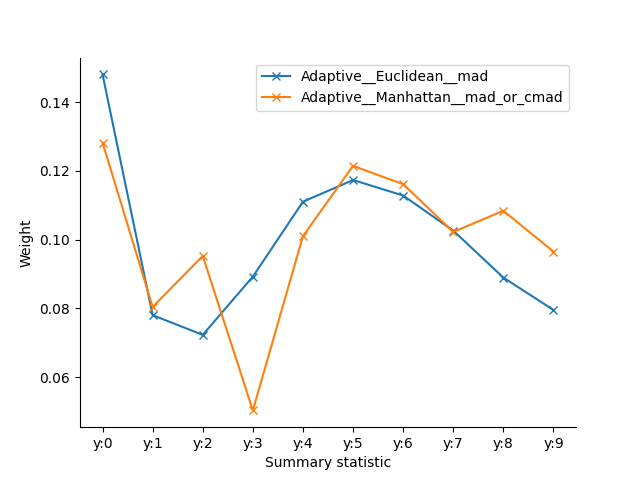 Adaptive__Euclidean__mad
Adaptive__Manhattan__mad_or_cmad
0.14
0.12
0.10
0.08
0.06
Weight
y:0 y:1 y:2 y:3 y:4 y:5 y:6 y:7 y:8 y:9
Summary statistic